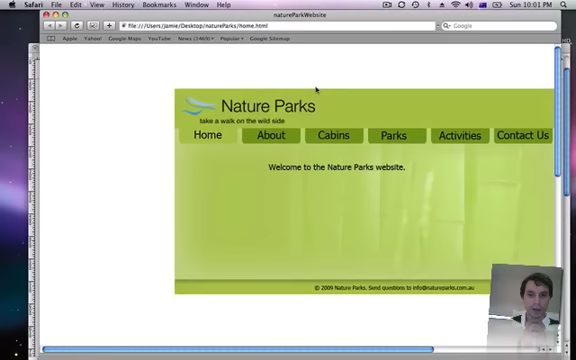 Safari File Edit View History Bookmarks Window Help
Sun 10:01 PM
natureParkWebsite
file:///Users/Jamie/Desktop/natureParks/home.html
Google
Apple Yahoo! Google Maps YouTube Popular Google Sitemap
Nature Parks
take a walk on the wild side
Home About Cabins Parks Activities Contact Us
Welcome to the Nature Parks website.
© 2009 Nature Parks. Send questions to info@natureparks.com.au